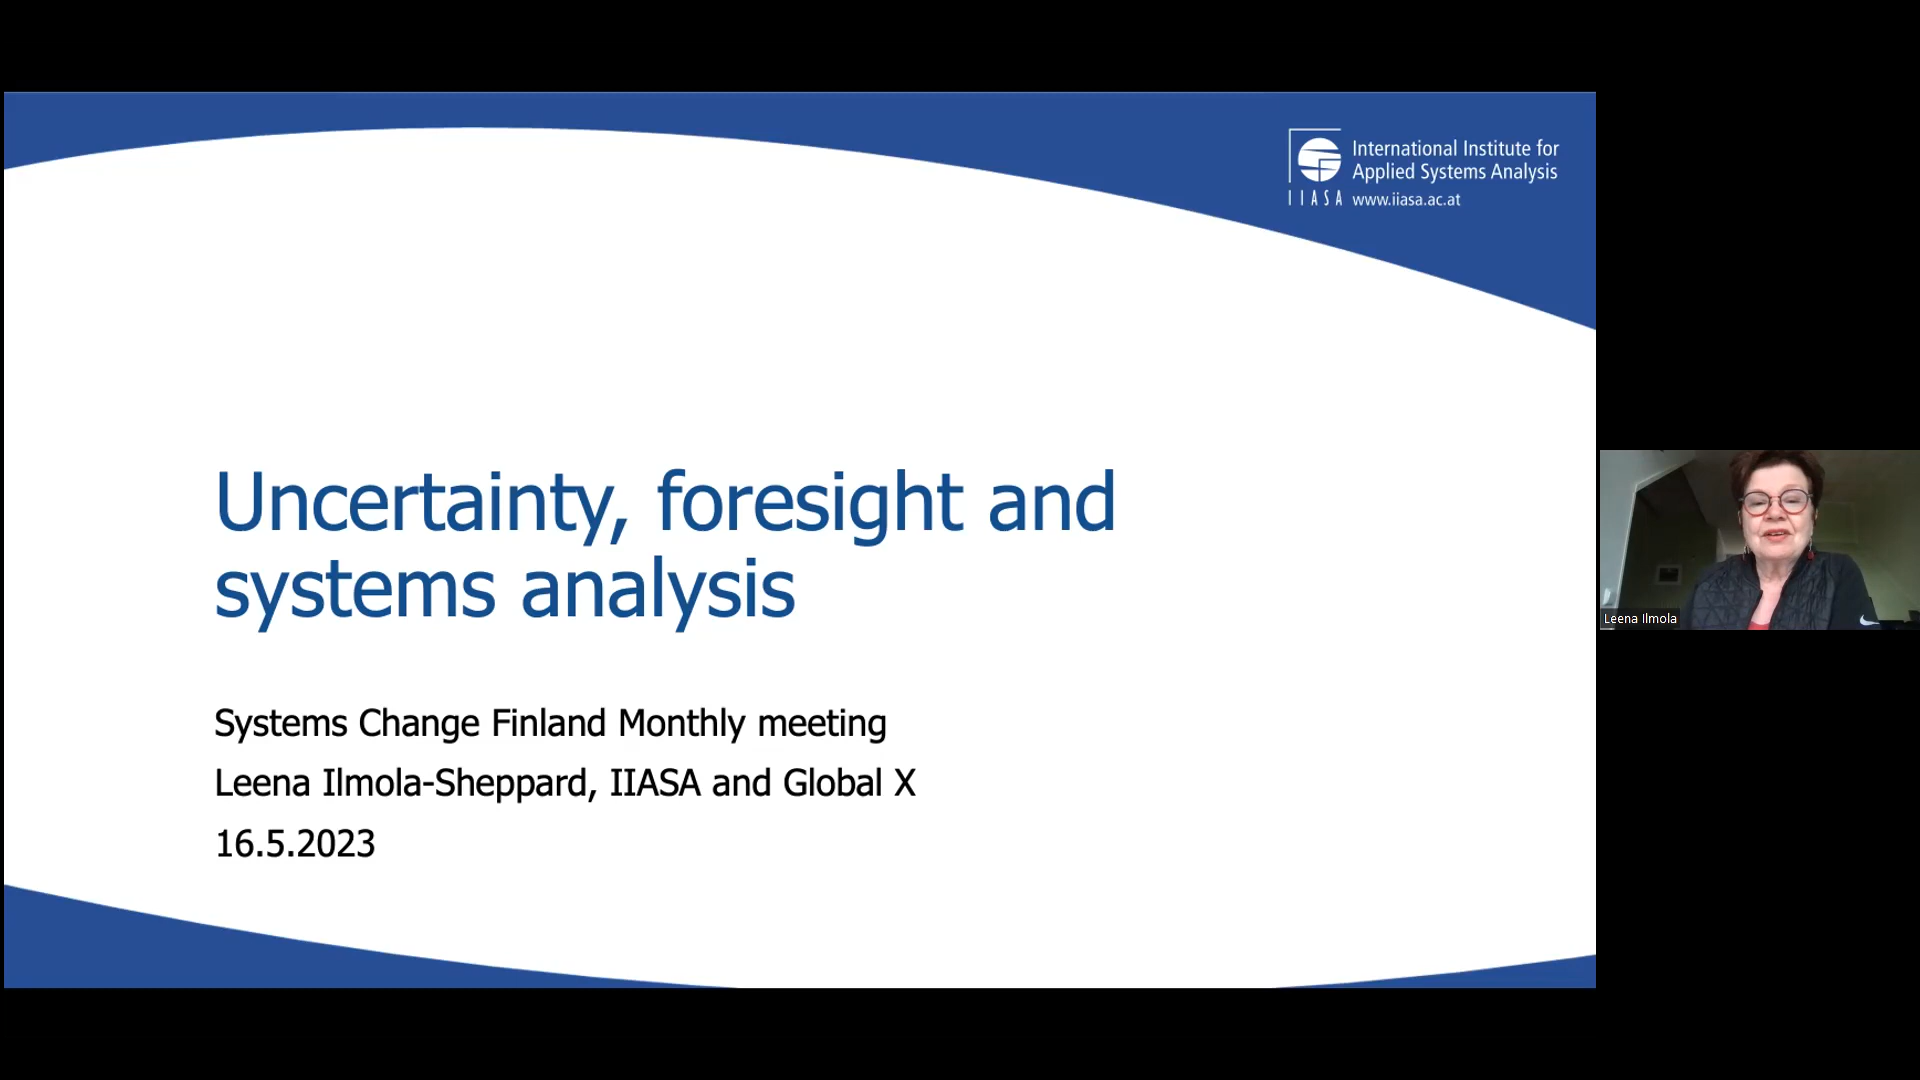 International Institute for
Applied Systems Analysis
IIASA www.iiasa.ac.at
Uncertainty, foresight and
systems analysis
Systems Change Finland Monthly meeting
Leena Ilmola-Sheppard, IIASA and Global X
16.5.2023
Leena Ilmola